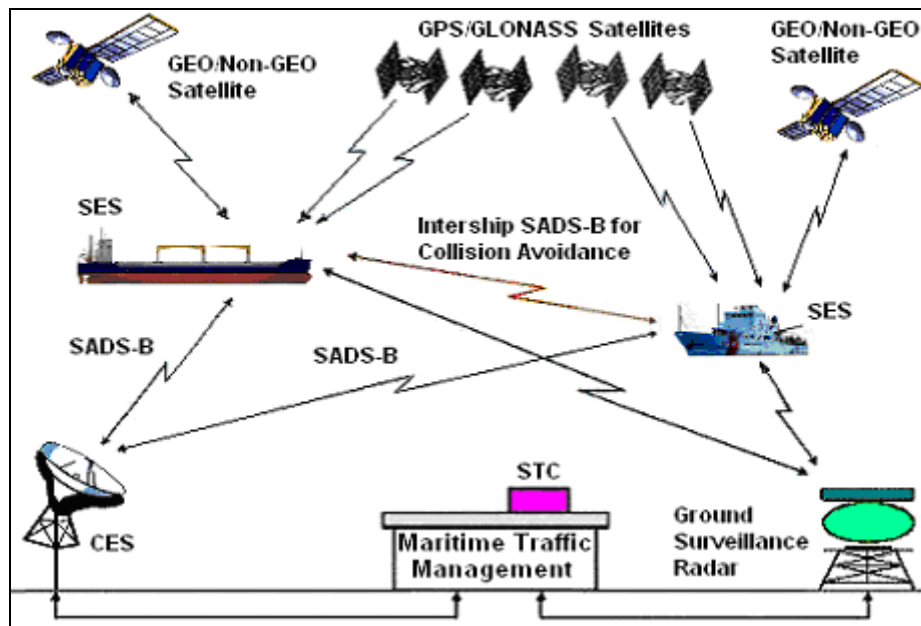 GPS/GLONASS Satellites
GEO/Non-GEO
Satellite
GEO/Non-GEO
Satellite
SES
Intership SADS-B for
Collision Avoidance
SES
SADS-B
SADS-B
STC
CES
Maritime Traffic
Management
Ground
Surveillance
Radar